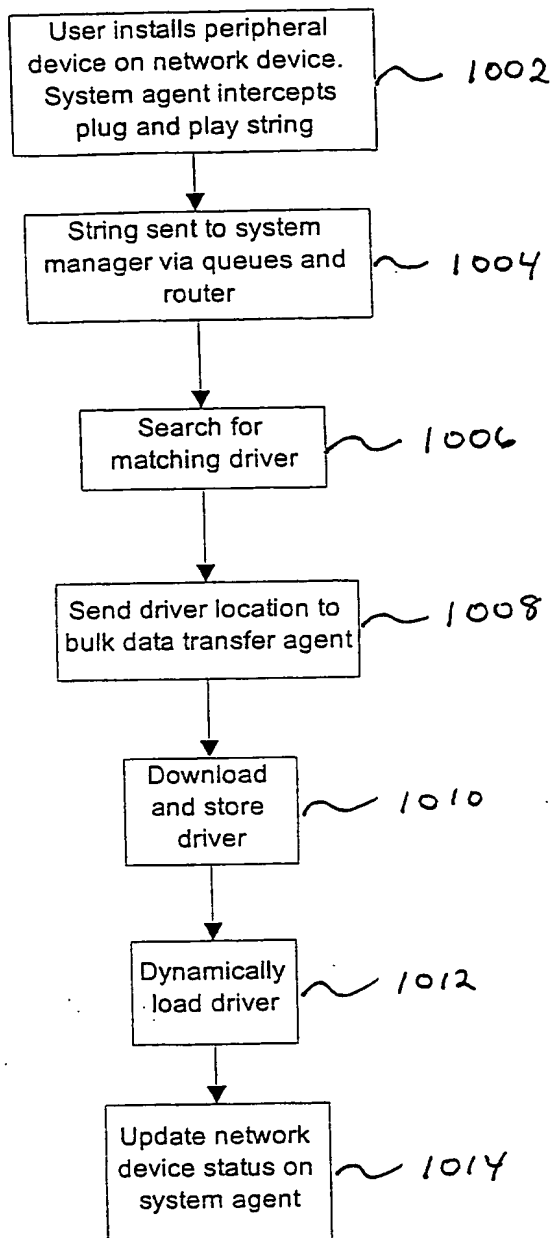 User installs peripheral
device on network device.
System agent intercepts
plug and play string
1002
String sent to system
manager via queues and
router
1004
Search for
matching driver
1006
Send driver location to
bulk data transfer agent
1008
Download
and store
driver
1010
Dynamically
load driver
1012
Update network
device status on
system agent
1014